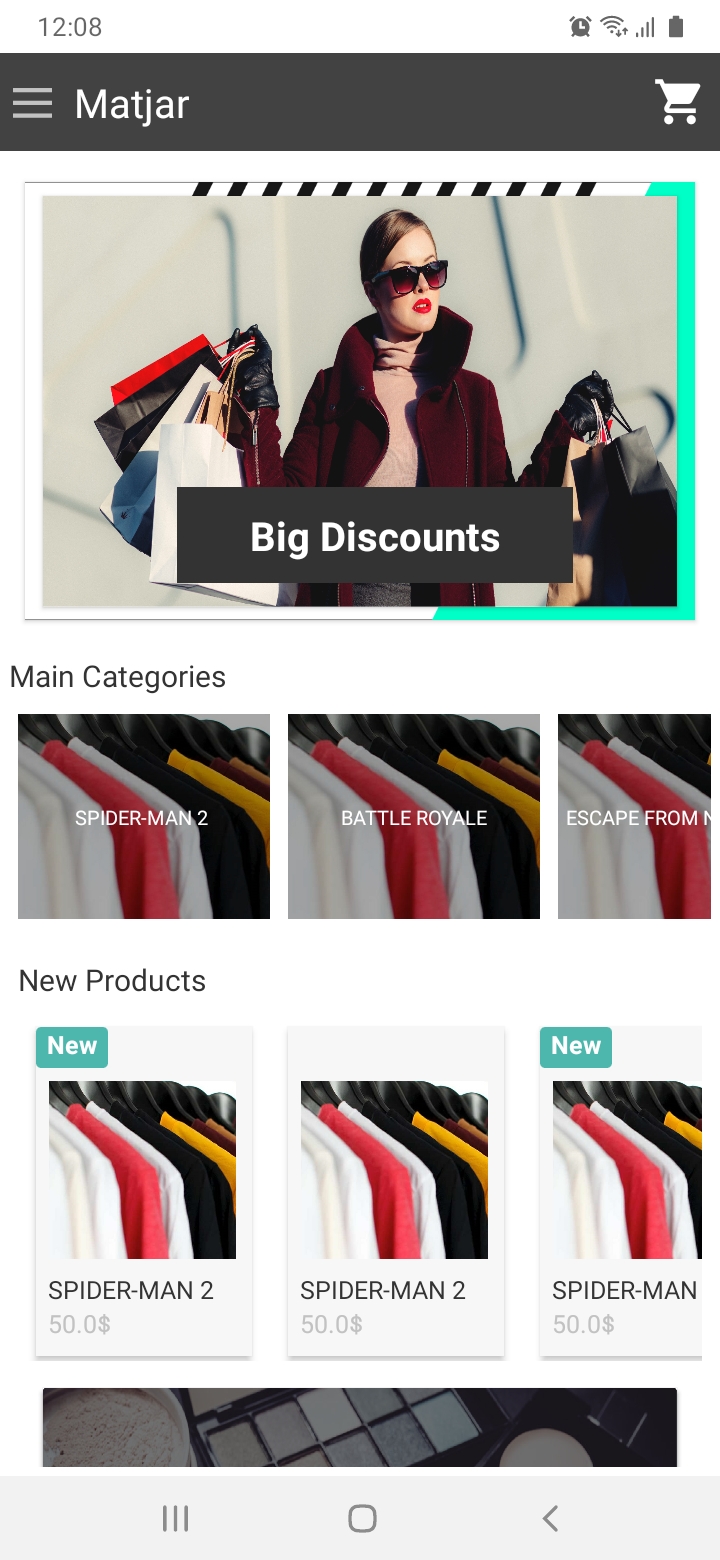 12:08
Matjar
Big Discounts
Main Categories
SPIDER-MAN 2
BATTLE ROYALE
ESCAPE FROM
New Products
New
New
SPIDER-MAN 2
SPIDER-MAN 2
SPIDER-MAN
50.0$
50.0$
50.0$